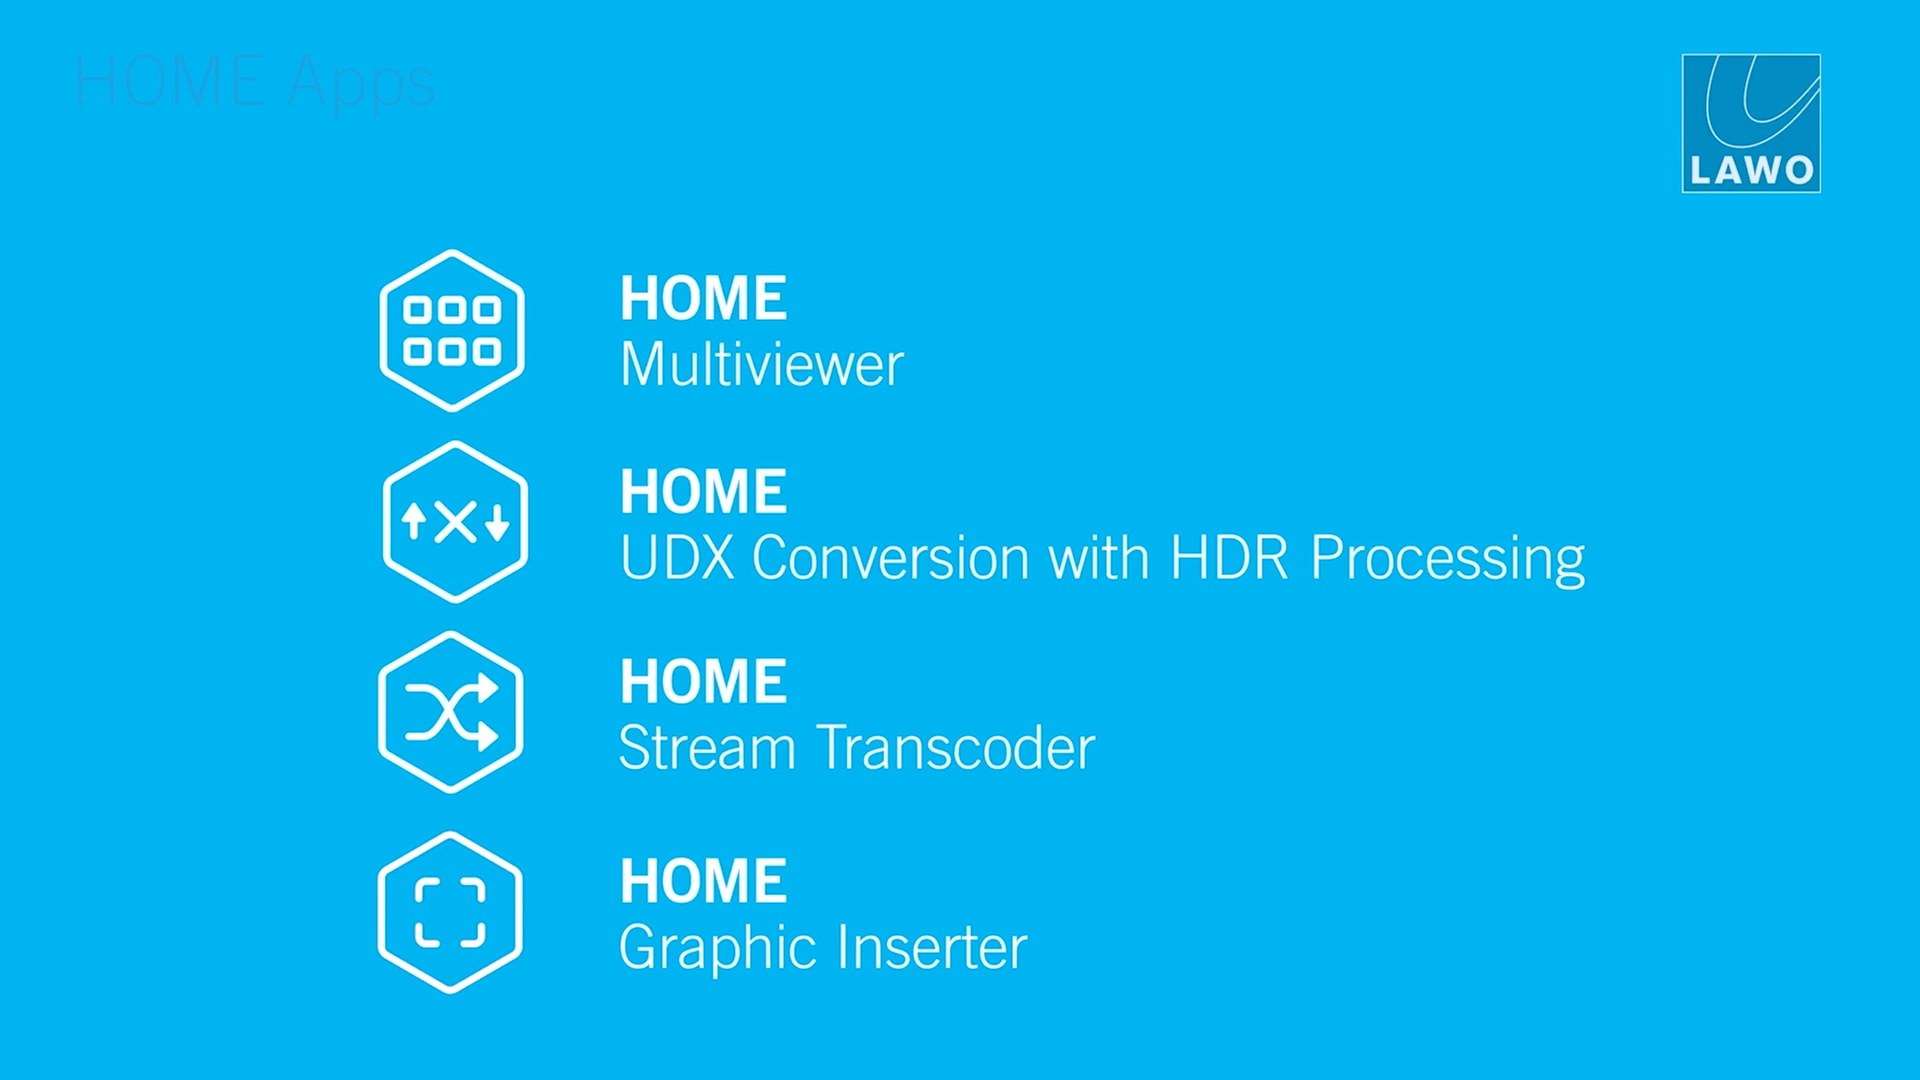 HOME Apps
LAWO
HOME
Multiviewer
HOME
UDX Conversion with HDR Processing
HOME
Stream Transcoder
HOME
Graphic Inserter